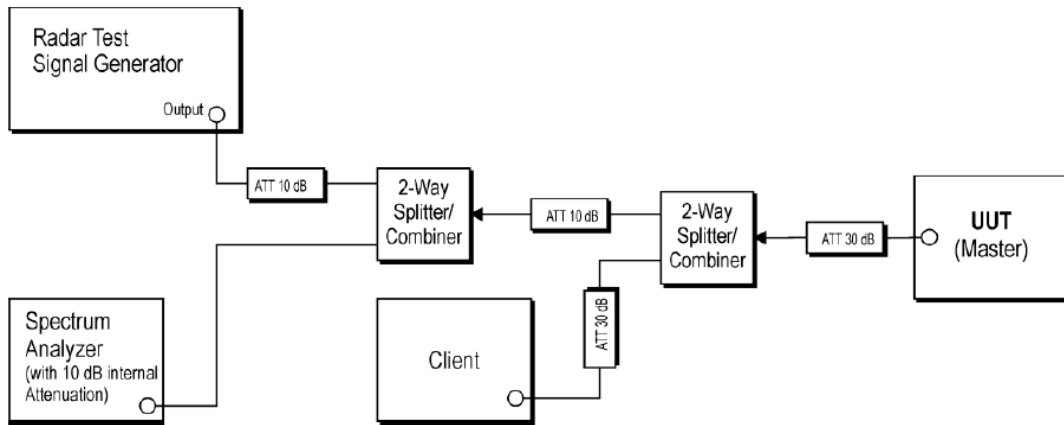 Radar Test
Signal Generator
Output
ATT 10 dB
2-Way
Splitter/
Combiner
ATT 10 dB
2-Way
Splitter/
Combiner
ATT 30 dB
UUT
(Master)
Spectrum
Analyzer
(with 10 dB internal
Attenuation)
Client
ATT 30 dB